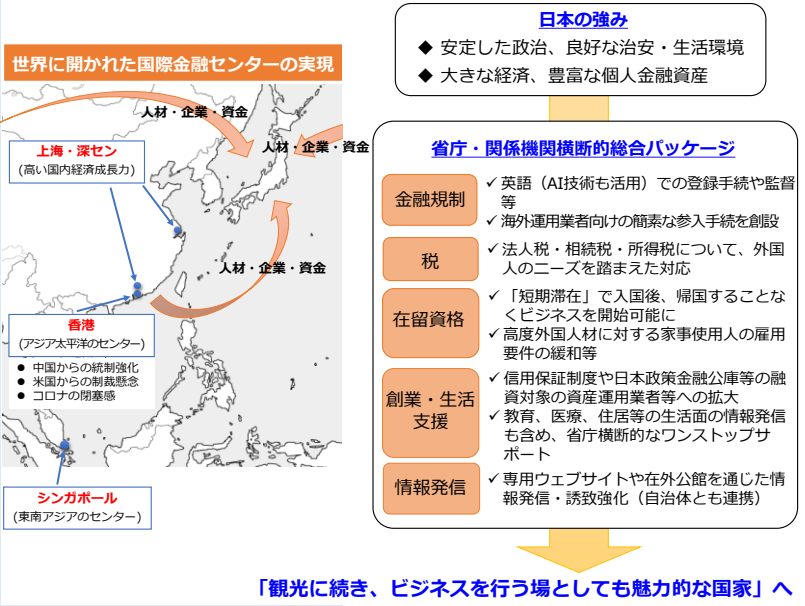 世界に開かれた国際金融センターの実現
人材・企業・資金
人材・企業・資金
上海・深セン
(高い国内経済成長力)
人材・企業・資金
香港
(アジア太平洋のセンター)
● 中国からの統制強化
● 米国からの制裁懸念
● コロナの閉塞感
シンガポール
(東南アジアのセンター)
日本の強み
◆ 安定した政治、良好な治安・生活環境
◆ 大きな経済、豊富な個人金融資産
省庁・関係機関横断的総合パッケージ
金融規制
✓英語（AI技術も活用）での登録手続や監督
等
✓海外運用業者向けの簡素な参入手続を創設
税
✓法人税・相続税・所得税について、外国
人のニーズを踏まえた対応
在留資格
✓「短期滞在」で入国後、帰国することな
くビジネスを開始可能に
✓高度外国人材に対する家事使用人の雇用
要件の緩和等
創業・生活
支援
✓信用保証制度や日本政策金融公庫等の融
資対象の資産運用業者等への拡大
✓教育、医療、住居等の生活面の情報発信
も含め、省庁横断的なワンストップサ
ポート
情報発信
✓専用ウェブサイトや在外公館を通じた情
報発信・誘致強化（自治体とも連携）
「観光に続き、ビジネスを行う場としても魅力的な国家」へ